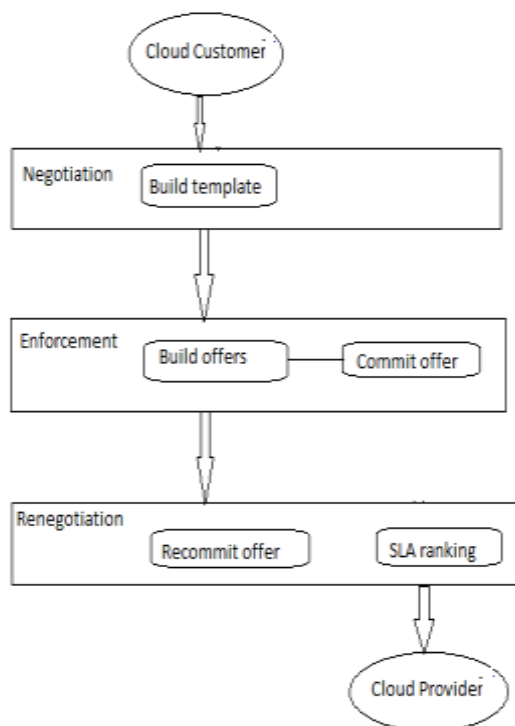 Cloud Customer
Negotiation
Build template
Enforcement
Build offers
Commit offer
Renegotiation
Recommit offer
SLA ranking
Cloud Provider